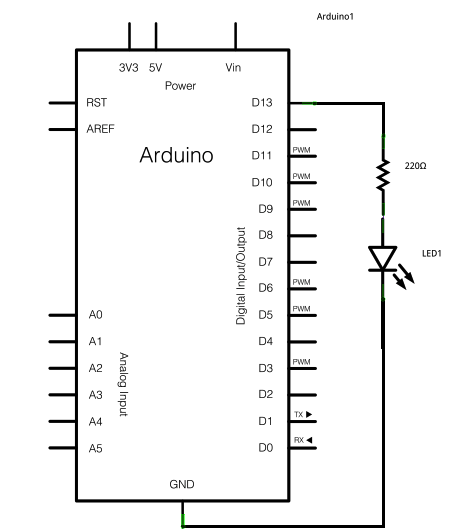 Arduino1
3V3 5V Vin
Power
RST D13
AREF D12
Arduino
D11 PWM
D10 PWM
220Ω
D9 PWM
D8
LED1
D7
Digital Input/Output
D6 PWM
A0 D5 PWM
A1 D4
A2 D3 PWM
Analog Input
A3 D2
A4 D1 TX ▶
A5 D0 RX ◀
GND